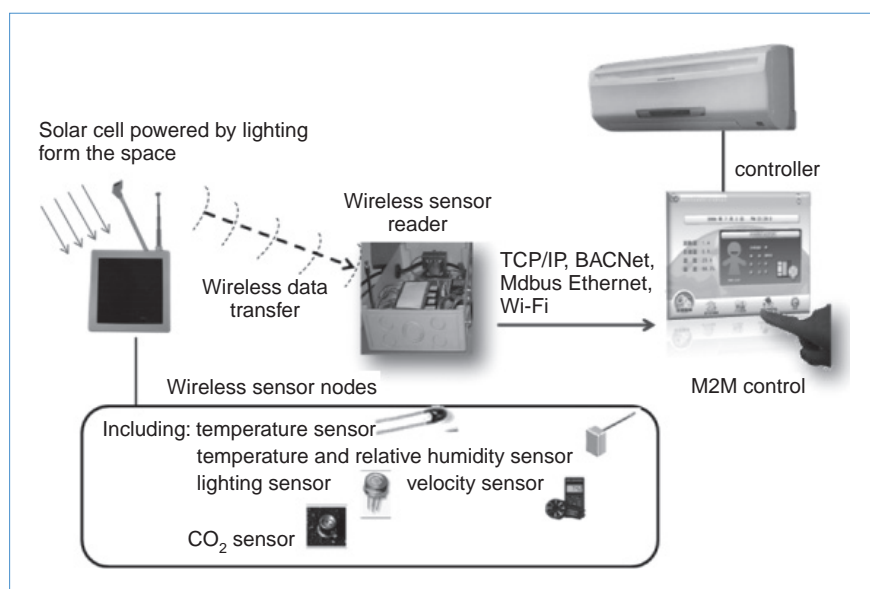 Solar cell powered by lighting
form the space
Wireless data
transfer
Wireless sensor
reader
TCP/IP, BACNet,
Mdbus Ethernet,
Wi-Fi
controller
M2M control
Wireless sensor nodes
Including: temperature sensor
temperature and relative humidity sensor
lighting sensor velocity sensor
CO₂ sensor